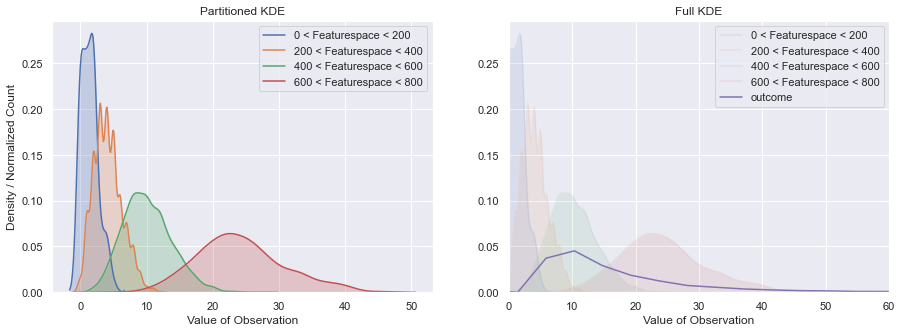 Partitioned KDE
Density / Normalized Count
0.25
0.20
0.15
0.10
0.05
0.00
0 < Featurespace < 200
200 < Featurespace < 400
400 < Featurespace < 600
600 < Featurespace < 800
0
10
20
30
40
50
Value of Observation
Full KDE
0.25
0.20
0.15
0.10
0.05
0.00
0 < Featurespace < 200
200 < Featurespace < 400
400 < Featurespace < 600
600 < Featurespace < 800
outcome
0
10
20
30
40
50
60
Value of Observation